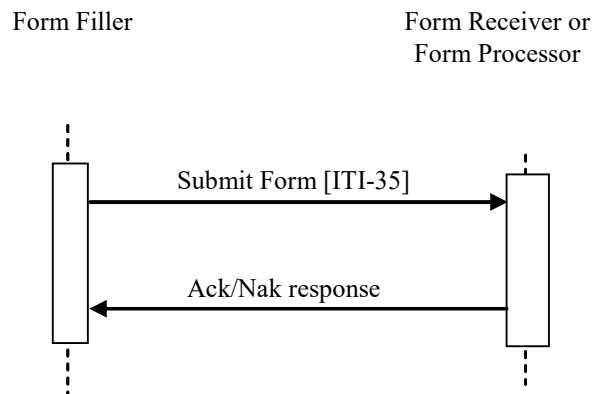 Form Filler
Form Receiver or
Form Processor
Submit Form [ITI-35]
Ack/Nak response